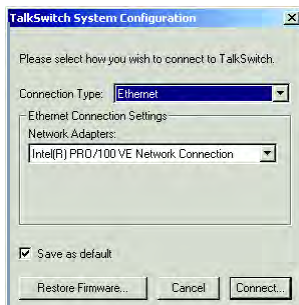 TalkSwitch System Configuration
Please select how you wish to connect to TalkSwitch.
Connection Type: Ethernet
Ethernet Connection Settings
Network Adapters:
Intel(R) PRO/100 VE Network Connection
Save as default
Restore Firmware... Cancel Connect...